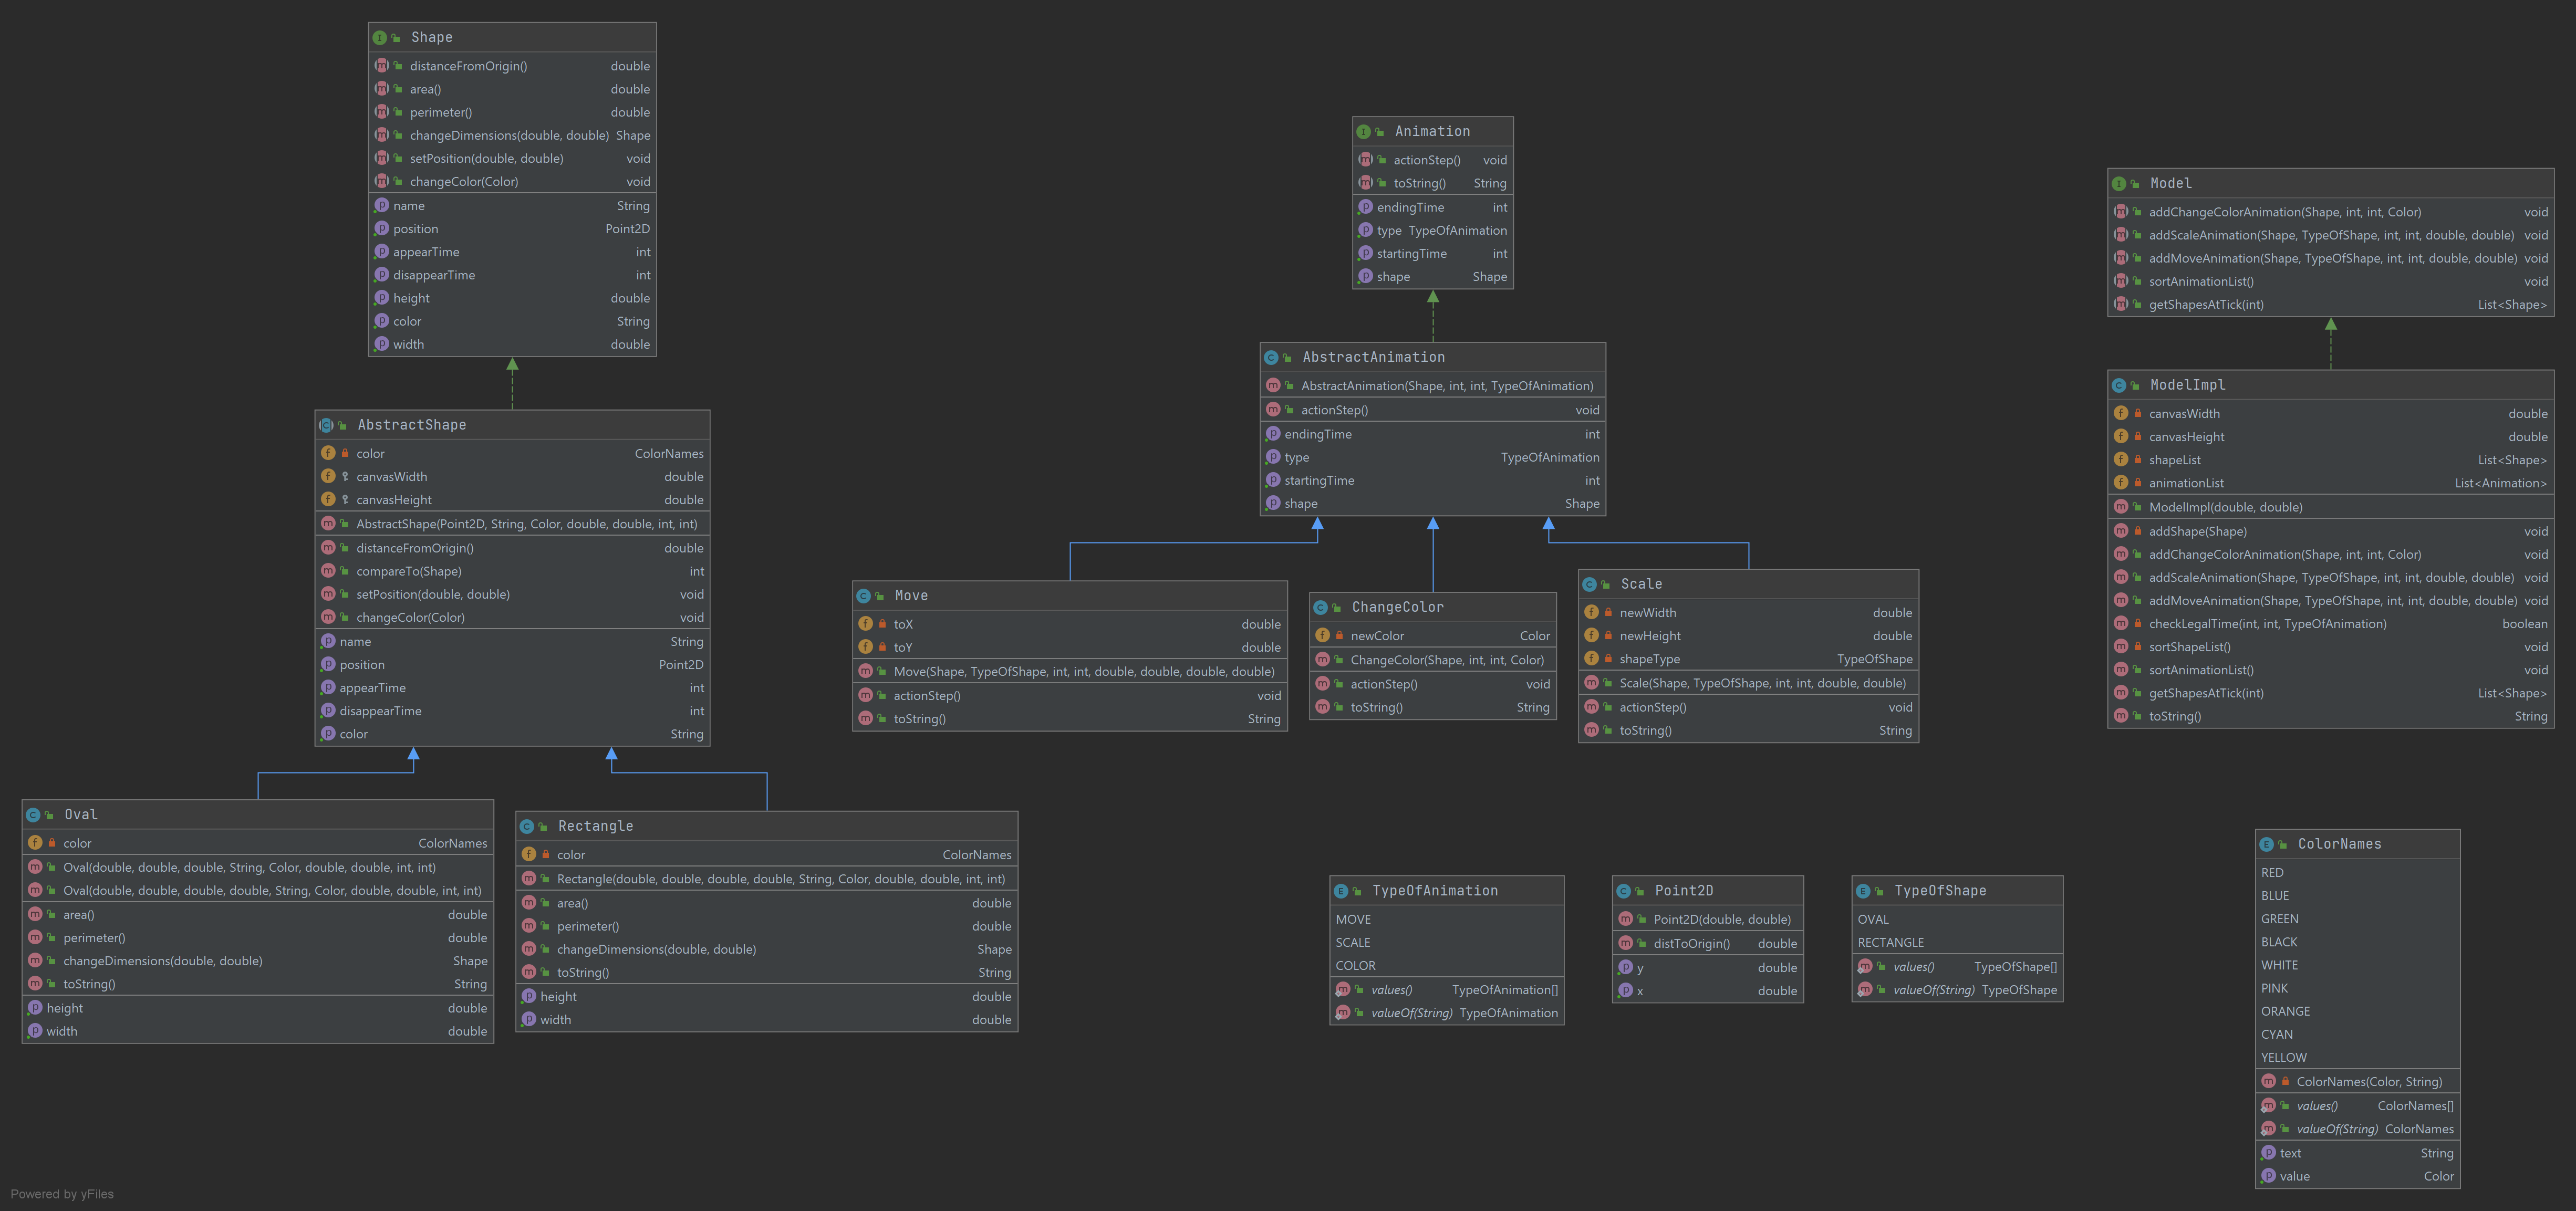 Shape
distanceFromOrigin() double
area() double
perimeter() double
changeDimensions(double, double) Shape
setPosition(double, double) void
changeColor(Color) void
name String
position Point2D
appearTime int
disappearTime int
height double
color String
width double
AbstractShape
color ColorNames
canvasWidth double
canvasHeight double
AbstractShape(Point2D, String, Color, double, double, int, int)
distanceFromOrigin() double
compareTo(Shape) int
setPosition(double, double) void
changeColor(Color) void
name String
position Point2D
appearTime int
disappearTime int
color String
Oval
color ColorNames
Oval(double, double, double, String, Color, double, double, int, int)
Oval(double, double, double, double, String, Color, double, double, int, int)
area() double
perimeter() double
changeDimensions(double, double) Shape
toString() String
height double
width double
Rectangle
color ColorNames
Rectangle(double, double, double, double, String, Color, double, double, int, int)
area() double
perimeter() double
changeDimensions(double, double) Shape
toString() String
height double
width double
Animation
actionStep() void
toString() String
endingTime int
type TypeOfAnimation
startingTime int
shape Shape
AbstractAnimation
AbstractAnimation(Shape, int, int, TypeOfAnimation)
actionStep() void
endingTime int
type TypeOfAnimation
startingTime int
shape Shape
Move
toX double
toY double
Move(Shape, TypeOfShape, int, int, double, double, double, double)
actionStep() void
toString() String
ChangeColor
newColor Color
ChangeColor(Shape, int, int, Color)
actionStep() void
toString() String
Scale
newWidth double
newHeight double
shapeType TypeOfShape
Scale(Shape, TypeOfShape, int, int, double, double)
actionStep() void
toString() String
Model
addChangeColorAnimation(Shape, int, int, Color) void
addScaleAnimation(Shape, TypeOfShape, int, int, double, double) void
addMoveAnimation(Shape, TypeOfShape, int, int, double, double) void
sortAnimationList() void
getShapesAtTick(int) List<Shape>
ModelImpl
canvasWidth double
canvasHeight double
shapeList List<Shape>
animationList List<Animation>
ModelImpl(double, double)
addShape(Shape) void
addChangeColorAnimation(Shape, int, int, Color) void
addScaleAnimation(Shape, TypeOfShape, int, int, double, double) void
addMoveAnimation(Shape, TypeOfShape, int, int, double, double) void
checkLegalTime(int, int, TypeOfAnimation) boolean
sortShapeList() void
sortAnimationList() void
getShapesAtTick(int) List<Shape>
toString() String
TypeOfAnimation
MOVE
SCALE
COLOR
values() TypeOfAnimation[]
valueOf(String) TypeOfAnimation
Point2D
Point2D(double, double)
distToOrigin() double
y double
x double
TypeOfShape
OVAL
RECTANGLE
values() TypeOfShape[]
valueOf(String) TypeOfShape
ColorNames
RED
BLUE
GREEN
BLACK
WHITE
PINK
ORANGE
CYAN
YELLOW
ColorNames(Color, String)
values() ColorNames[]
valueOf(String) ColorNames
text String
value Color
Powered by yFiles